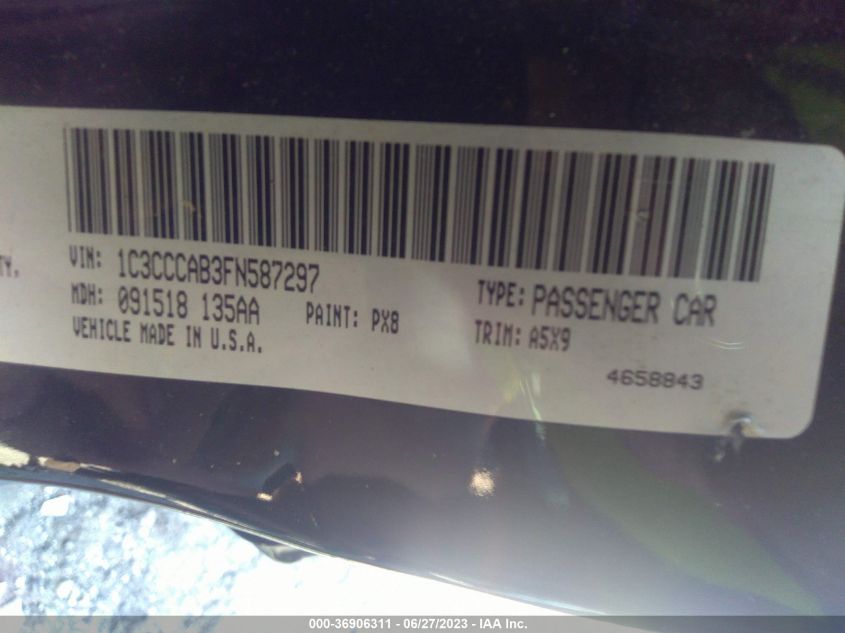 TY,
VIN: 1C3CCCAB3FN587297
MDH: 091518 135AA
PAINT: PX8
VEHICLE MADE IN U.S.A.
TYPE: PASSENGER CAR
TRIM: A5X9
4658843
000-36906311 - 06/27/2023 - © IAA Inc.